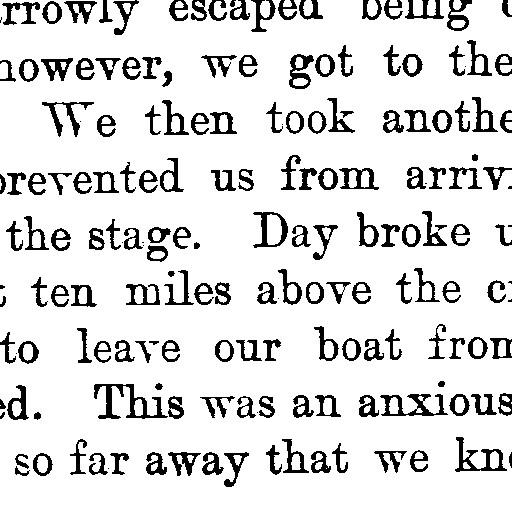 rrowly escaped being
however, we got to the
We then took anothe
prevented us from arriv
the stage. Day broke u
ten miles above the c
to leave our boat from
ed. This was an anxious
so far away that we kn